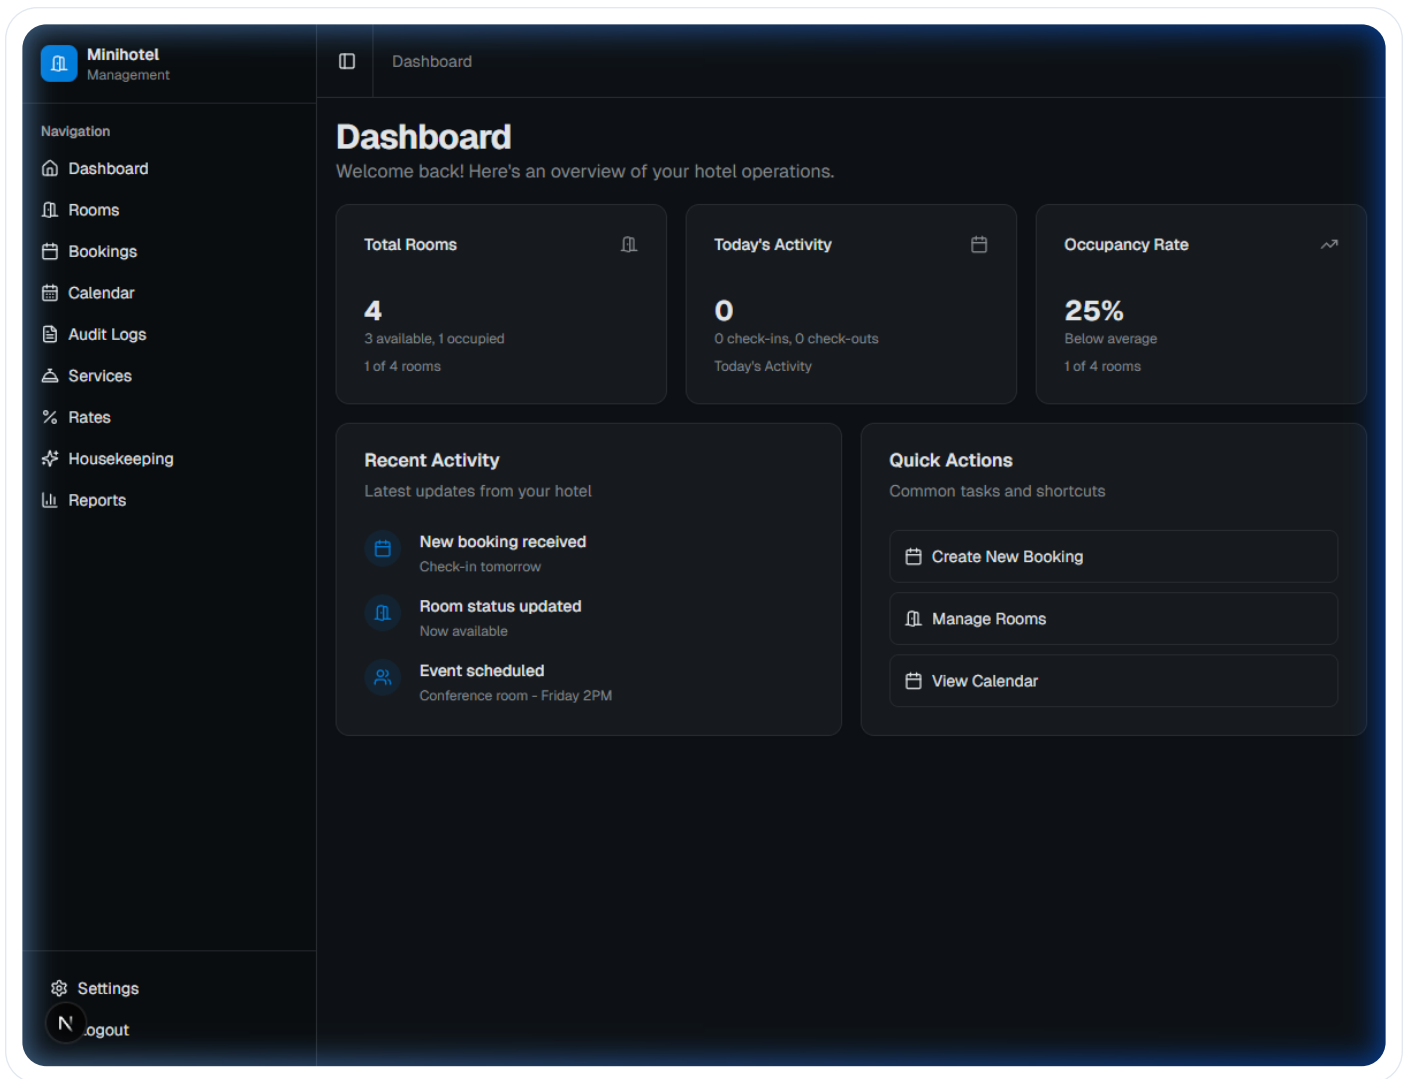 Minihotel
Management
Navigation
Dashboard
Rooms
Bookings
Calendar
Audit Logs
Services
Rates
Housekeeping
Reports
Settings
N
ogout
Dashboard
Dashboard
Welcome back! Here's an overview of your hotel operations.
Total Rooms
4
3 available, 1 occupied
1 of 4 rooms
Today's Activity
0
0 check-ins, 0 check-outs
Today's Activity
Occupancy Rate
25%
Below average
1 of 4 rooms
Recent Activity
Latest updates from your hotel
New booking received
Check-in tomorrow
Room status updated
Now available
Event scheduled
Conference room - Friday 2PM
Quick Actions
Common tasks and shortcuts
Create New Booking
Manage Rooms
View Calendar